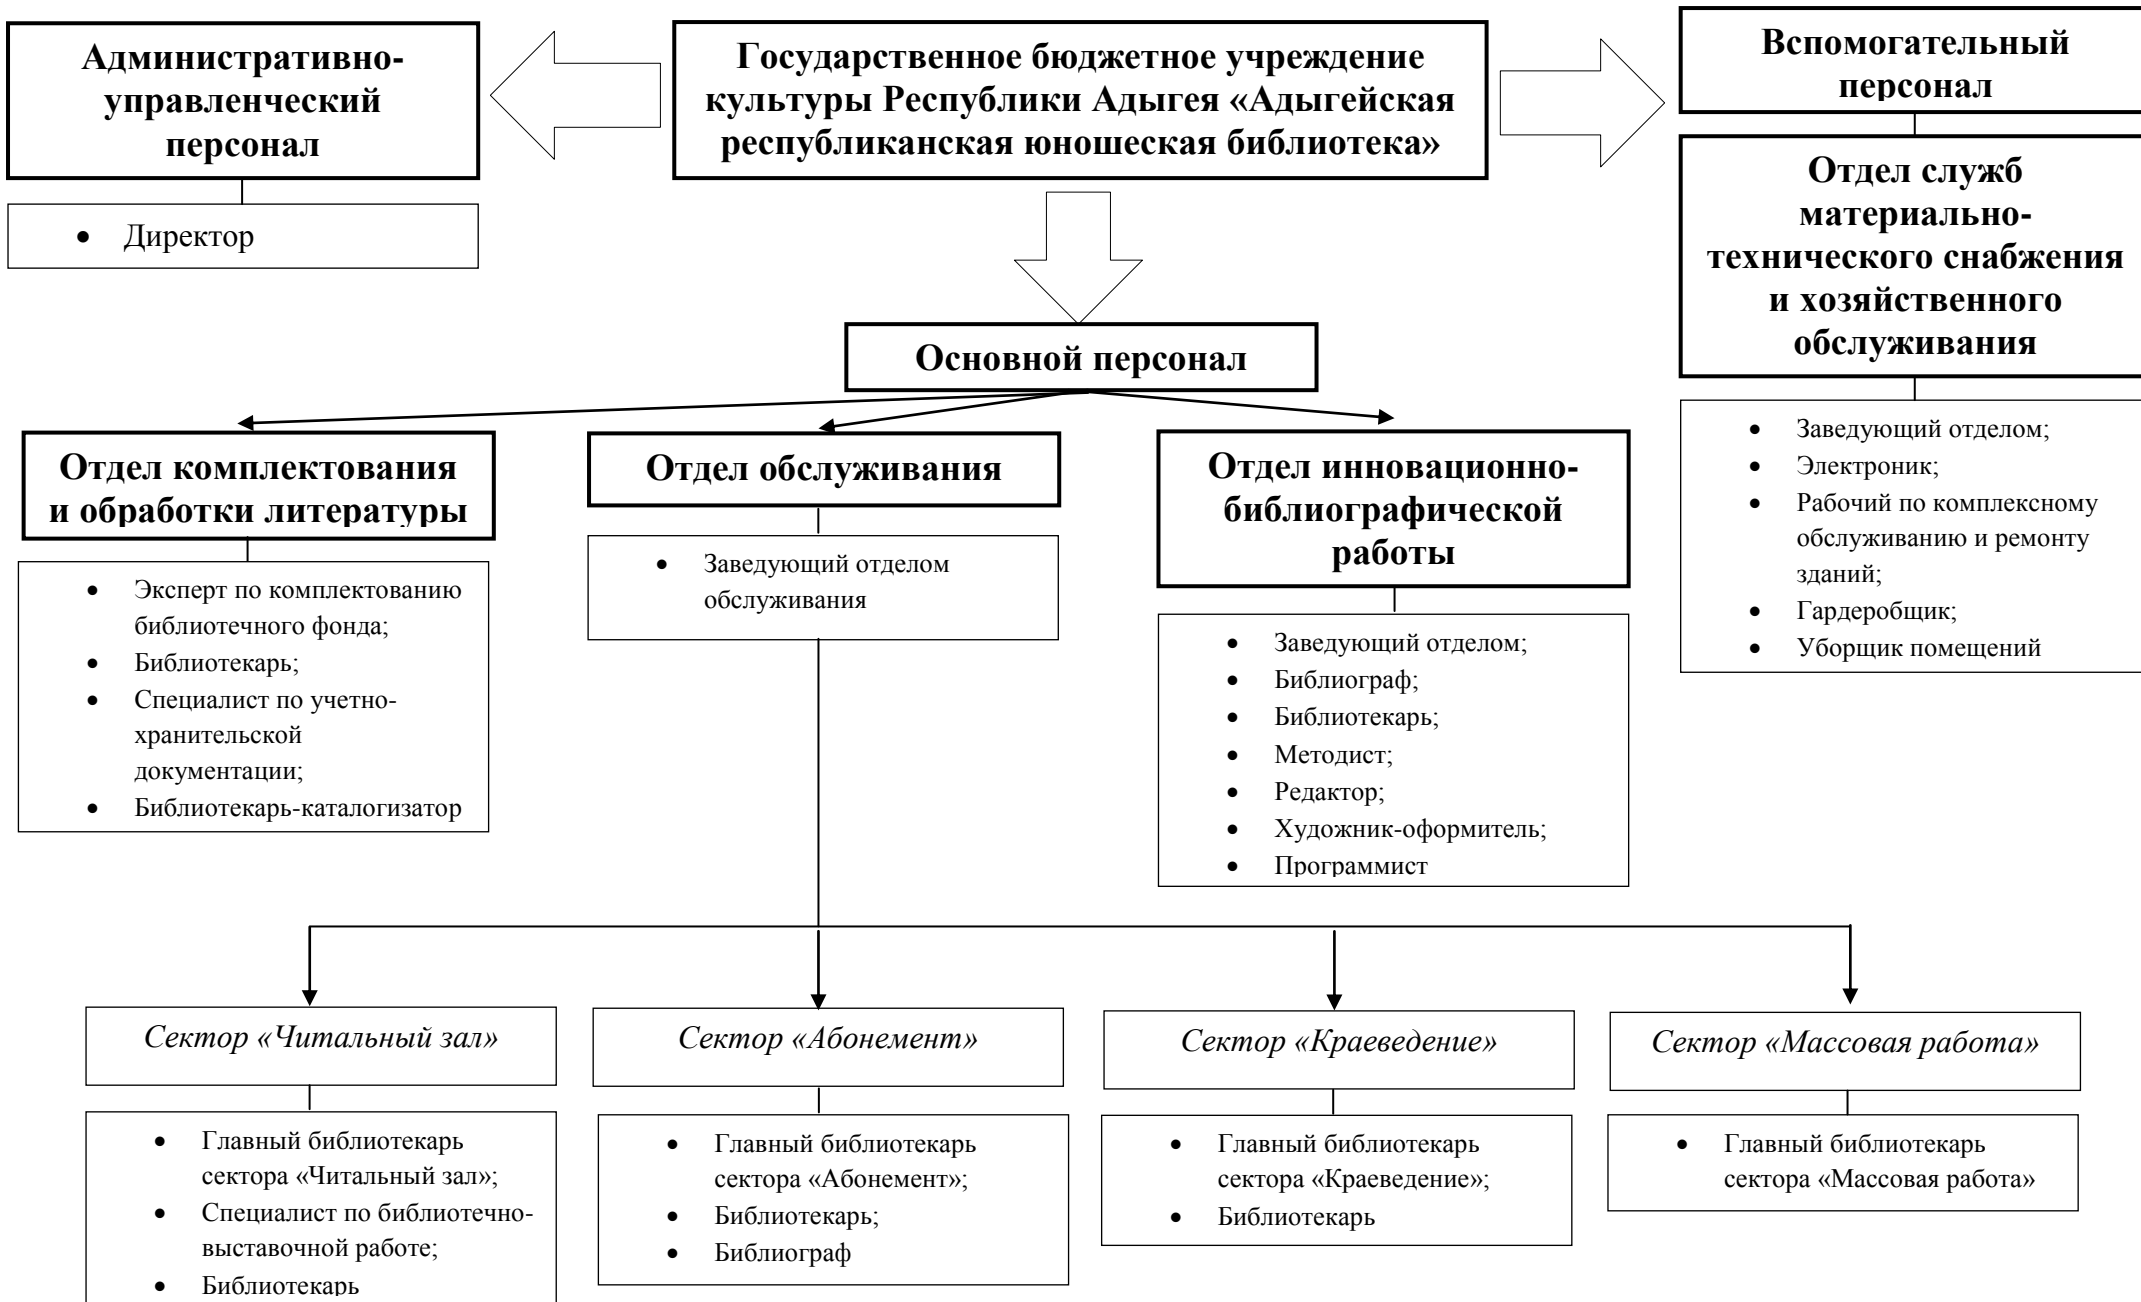 Административно-
управленческий
персонал
Директор
Государственное бюджетное учреждение
культуры Республики Адыгея «Адыгейская
республиканская юношеская библиотека»
Вспомогательный
персонал
Отдел служб
материально-
технического снабжения
и хозяйственного
обслуживания
Заведующий отделом;
Электроник;
Рабочий по комплексному
обслуживанию и ремонту
зданий;
Гардеробщик;
Уборщик помещений
Основной персонал
Отдел комплектования
и обработки литературы
Эксперт по комплектованию
библиотечного фонда;
Библиотекарь;
Специалист по учетно-
хранительской
документации;
Библиотекарь-каталогизатор
Отдел обслуживания
Заведующий отделом
обслуживания
Отдел инновационно-
библиографической
работы
Заведующий отделом;
Библиограф;
Библиотекарь;
Методист;
Редактор;
Художник-оформитель;
Программист
Сектор «Читальный зал»
Главный библиотекарь
сектора «Читальный зал»;
Специалист по библиотечно-
выставочной работе;
Библиотекарь
Сектор «Абонемент»
Главный библиотекарь
сектора «Абонемент»;
Библиотекарь;
Библиограф
Сектор «Краеведение»
Главный библиотекарь
сектора «Краеведение»;
Библиотекарь
Сектор «Массовая работа»
Главный библиотекарь
сектора «Массовая работа»